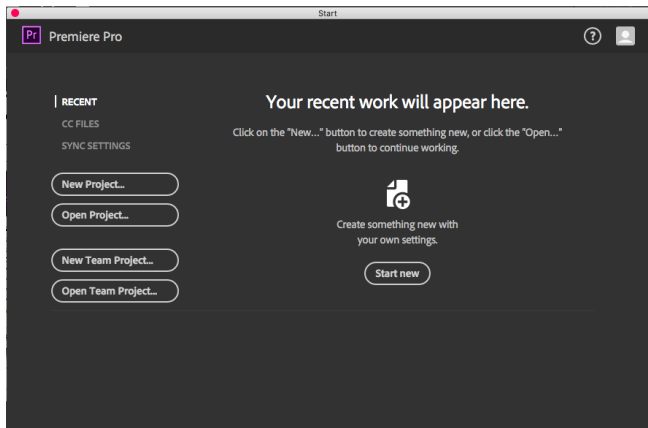 Start
Pr Premiere Pro
?
RECENT
CC FILES
SYNC SETTINGS
New Project...
Open Project...
New Team Project...
Open Team Project...
Your recent work will appear here.
Click on the "New..." button to create something new, or click the "Open..."
button to continue working.
Create something new with
your own settings.
Start new